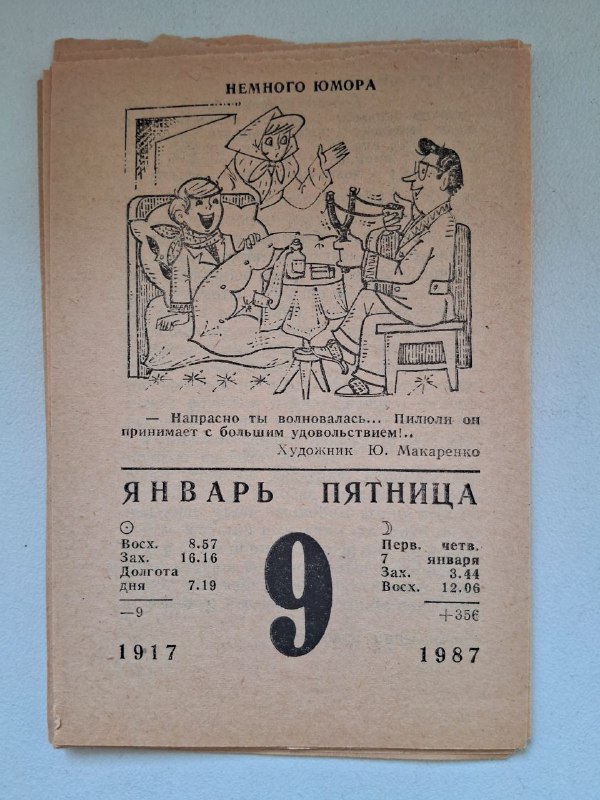 НЕМНОГО ЮМОРА
— Напрасно ты волновалась... Пилюли он
принимает с большим удовольствием!..
Художник Ю. Макаренко
ЯНВАРЬ ПЯТНИЦА
Восх. 8.57
Зах. 16.16
Долгота
дня 7.19
—9
1917
9
Перв. четв.
7 января
Зах. 3.44
Восх. 12.06
+356
1987